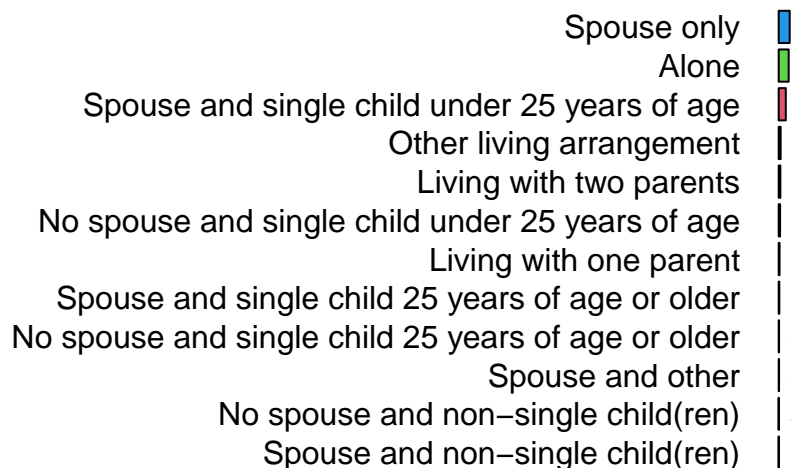 Spouse only
Alone
Spouse and single child under 25 years of age
Other living arrangement
Living with two parents
No spouse and single child under 25 years of age
Living with one parent
Spouse and single child 25 years of age or older
No spouse and single child 25 years of age or older
Spouse and other
No spouse and non−single child(ren)
Spouse and non−single child(ren)